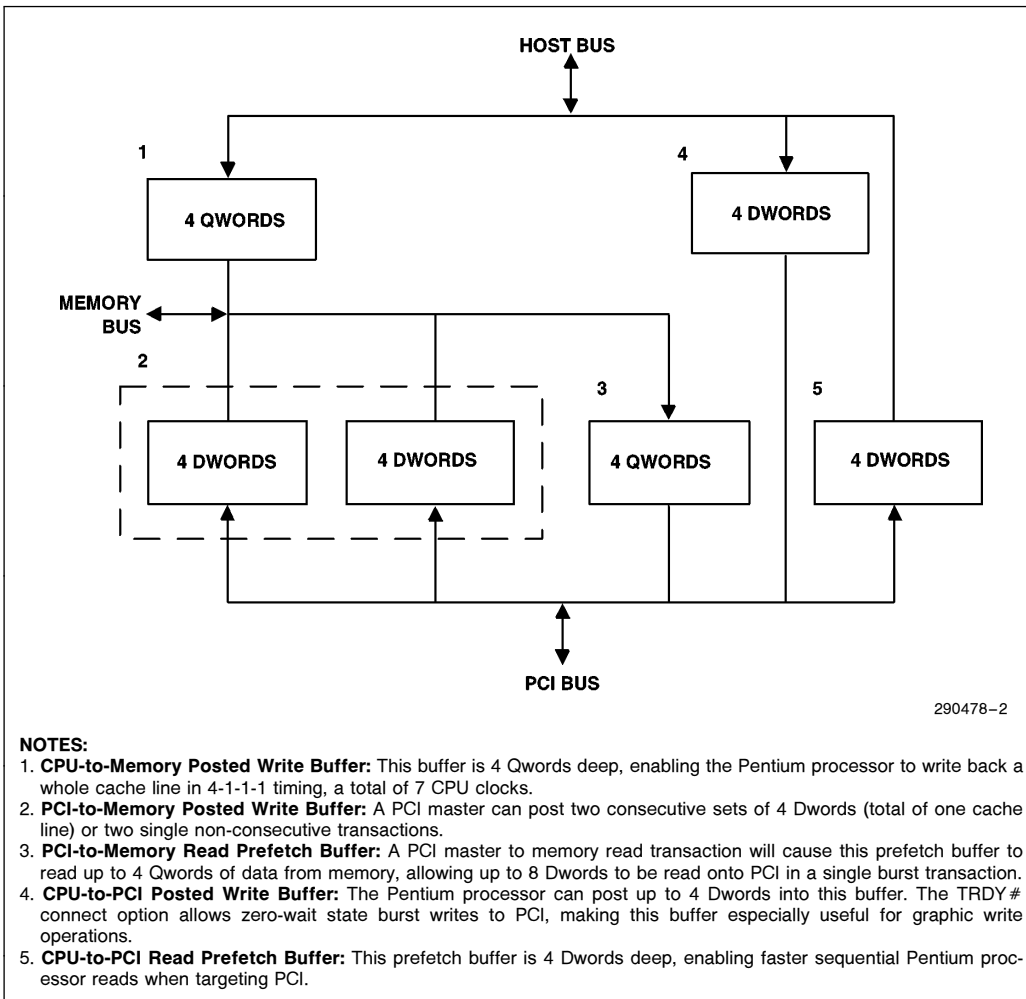 HOST BUS
1
4
4 QWORDS
4 DWORDS
MEMORY
BUS
2
3
5
4 DWORDS
4 DWORDS
4 QWORDS
4 DWORDS
PCI BUS
290478–2
NOTES:
1. CPU-to-Memory Posted Write Buffer: This buffer is 4 Qwords deep, enabling the Pentium processor to write back a
whole cache line in 4-1-1-1 timing, a total of 7 CPU clocks.
2. PCI-to-Memory Posted Write Buffer: A PCI master can post two consecutive sets of 4 Dwords (total of one cache
line) or two single non-consecutive transactions.
3. PCI-to-Memory Read Prefetch Buffer: A PCI master to memory read transaction will cause this prefetch buffer to
read up to 4 Qwords of data from memory, allowing up to 8 Dwords to be read onto PCI in a single burst transaction.
4. CPU-to-PCI Posted Write Buffer: The Pentium processor can post up to 4 Dwords into this buffer. The TRDY#
connect option allows zero-wait state burst writes to PCI, making this buffer especially useful for graphic write
operations.
5. CPU-to-PCI Read Prefetch Buffer: This prefetch buffer is 4 Dwords deep, enabling faster sequential Pentium proc-
essor reads when targeting PCI.